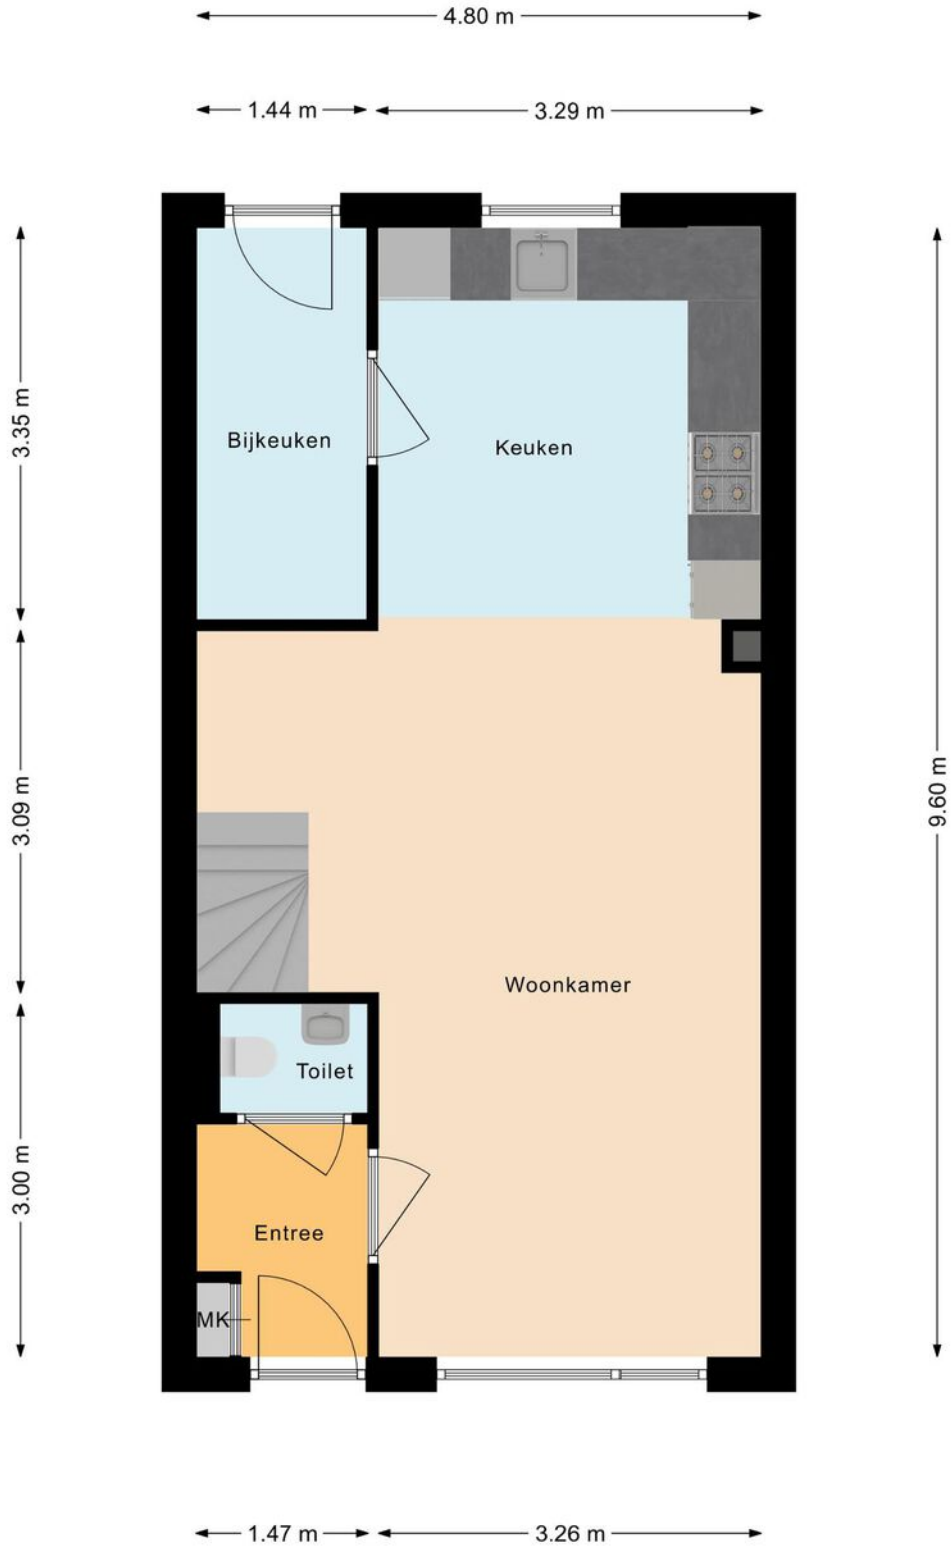 4.80 m
1.44 m
3.29 m
3.35 m
Bijkeuken
Keuken
3.09 m
9.60 m
Woonkamer
Toilet
3.00 m
Entree
MK
1.47 m
3.26 m